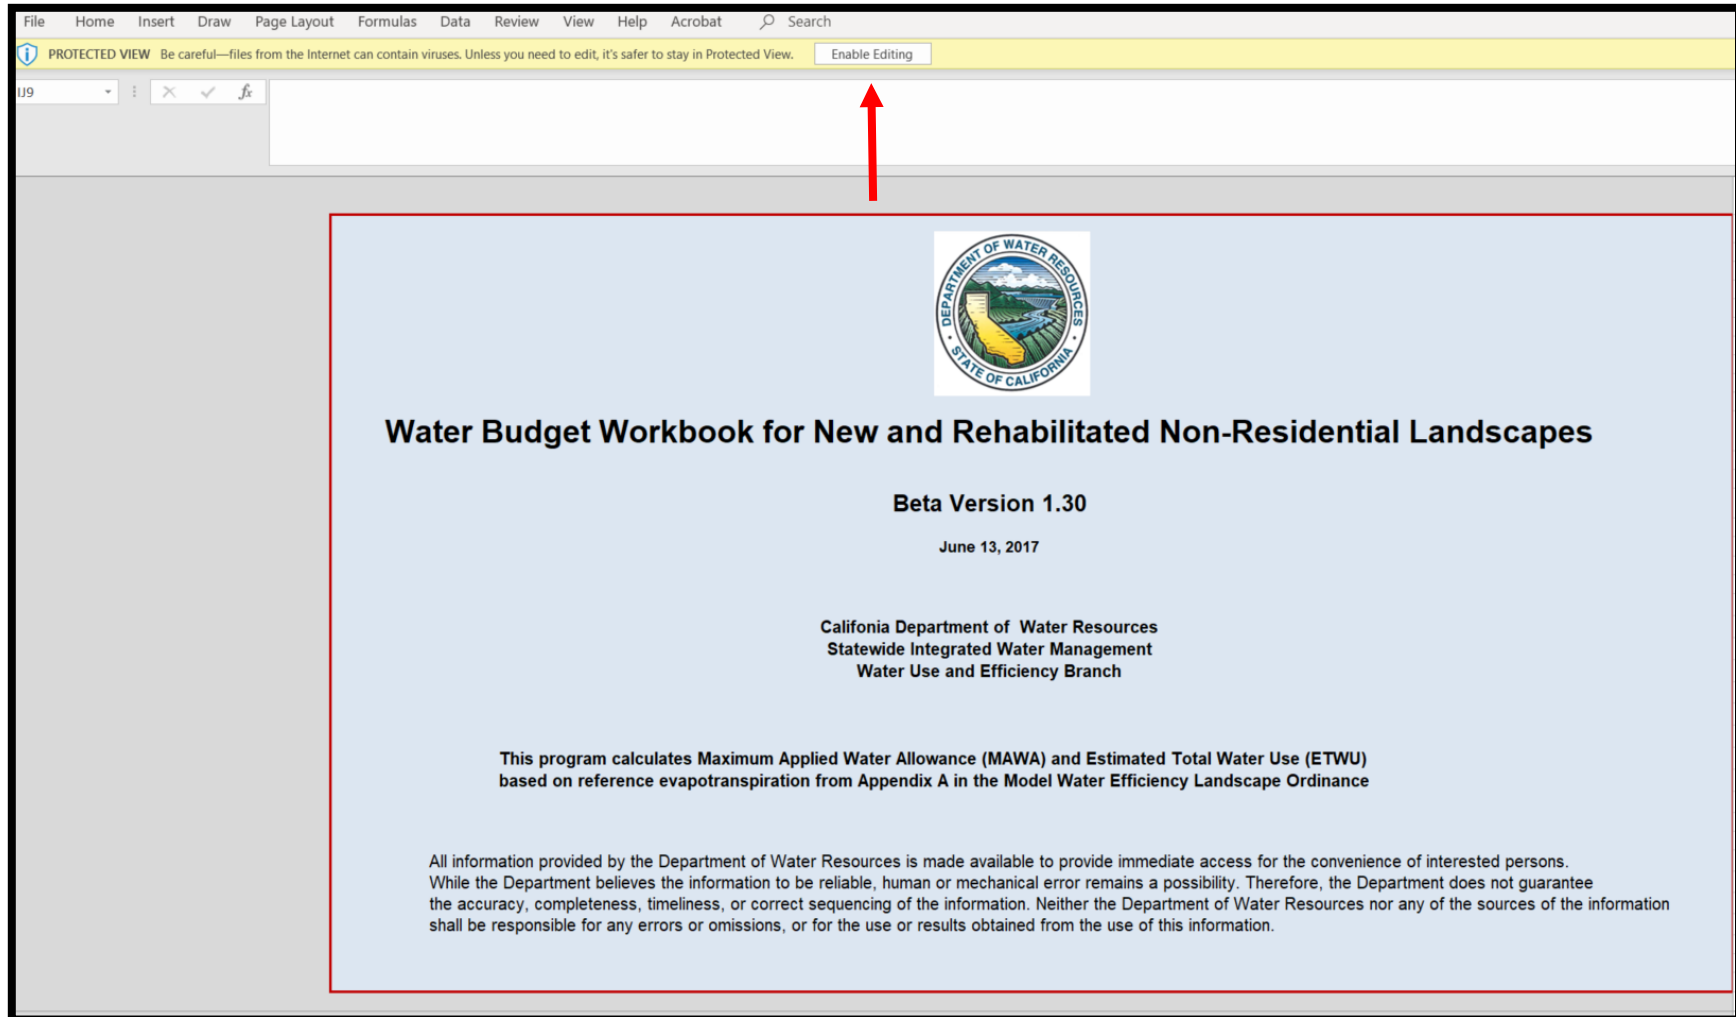 File Home Insert Draw Page Layout Formulas Data Review View Help Acrobat Search
PROTECTED VIEW Be careful—files from the Internet can contain viruses. Unless you need to edit, it's safer to stay in Protected View. Enable Editing
IJ9 fx
DEPARTMENT OF WATER RESOURCES
STATE OF CALIFORNIA
Water Budget Workbook for New and Rehabilitated Non-Residential Landscapes
Beta Version 1.30
June 13, 2017
Califonia Department of Water Resources
Statewide Integrated Water Management
Water Use and Efficiency Branch
This program calculates Maximum Applied Water Allowance (MAWA) and Estimated Total Water Use (ETWU)
based on reference evapotranspiration from Appendix A in the Model Water Efficiency Landscape Ordinance
All information provided by the Department of Water Resources is made available to provide immediate access for the convenience of interested persons.
While the Department believes the information to be reliable, human or mechanical error remains a possibility. Therefore, the Department does not guarantee
the accuracy, completeness, timeliness, or correct sequencing of the information. Neither the Department of Water Resources nor any of the sources of the information
shall be responsible for any errors or omissions, or for the use or results obtained from the use of this information.